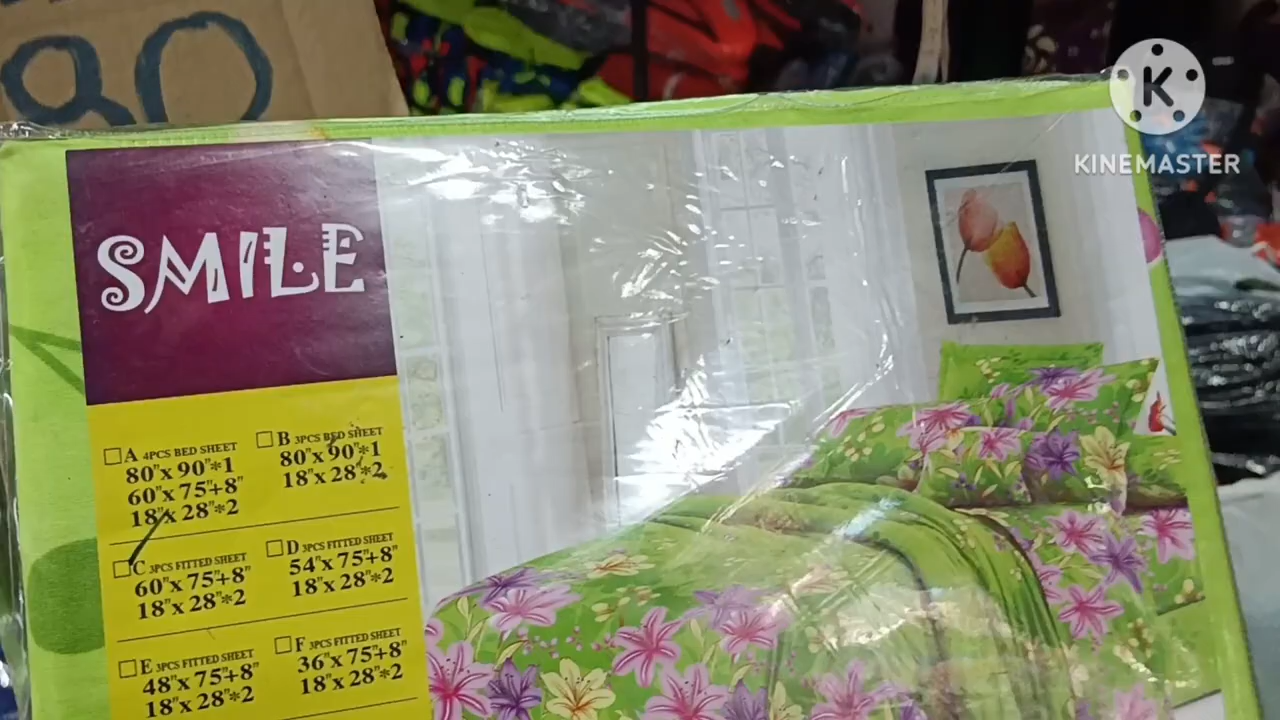 80
K
KINEMASTER
SMILE
A 4PCS BED SHEET
80"x 90"*1
60"x 75"+8"
18"x 28"*2
B 3PCS BED SHEET
80"x 90"*1
18"x 28"*2
C 3PCS FITTED SHEET
60"x 75"+8"
18"x 28"*2
D 3PCS FITTED SHEET
54"x 75"+8"
18"x 28"*2
E 3PCS FITTED SHEET
48"x 75"+8"
18"x 28"*2
F 3PCS FITTED SHEET
36"x 75"+8"
18"x 28"*2